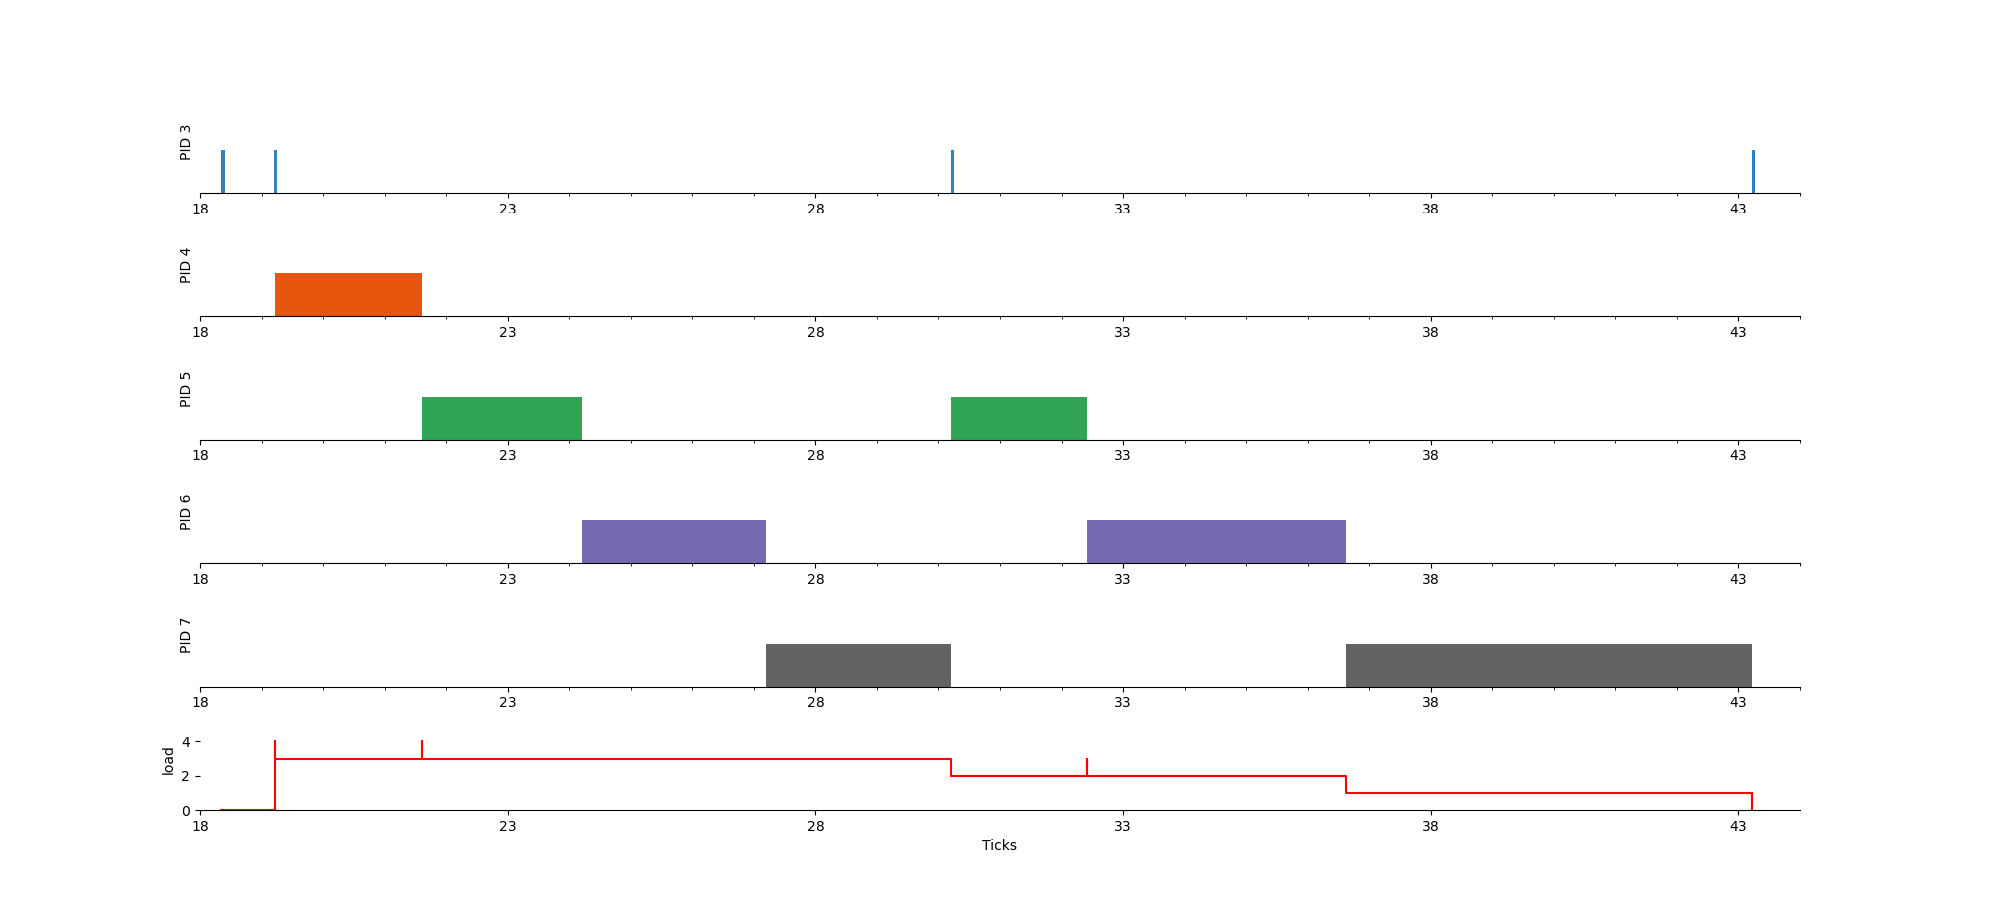 PID 3
18 23 28 33 38 43
PID 4
18 23 28 33 38 43
PID 5
18 23 28 33 38 43
PID 6
18 23 28 33 38 43
PID 7
18 23 28 33 38 43
load
4
2
0
18 23 28 33 38 43
Ticks